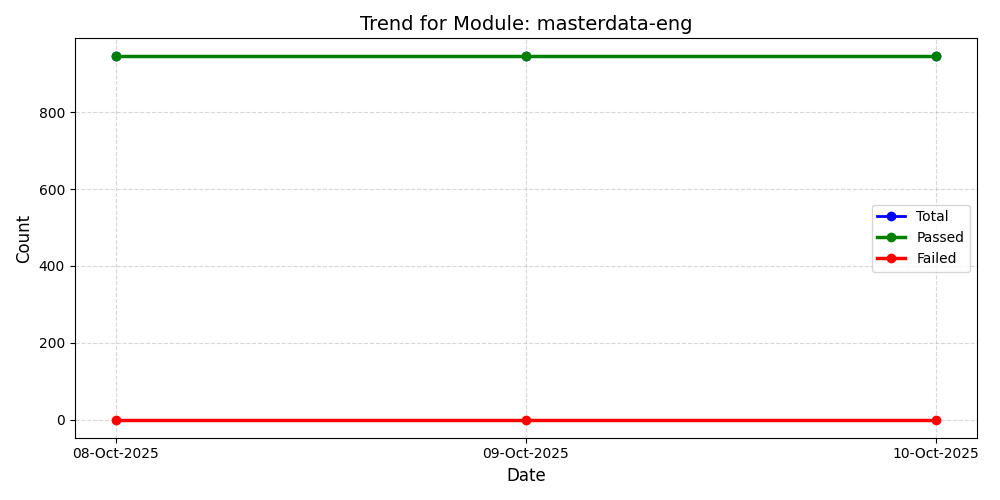 Trend for Module: masterdata-eng
Count
800
600
400
200
0
Total
Passed
Failed
08-Oct-2025
09-Oct-2025
10-Oct-2025
Date